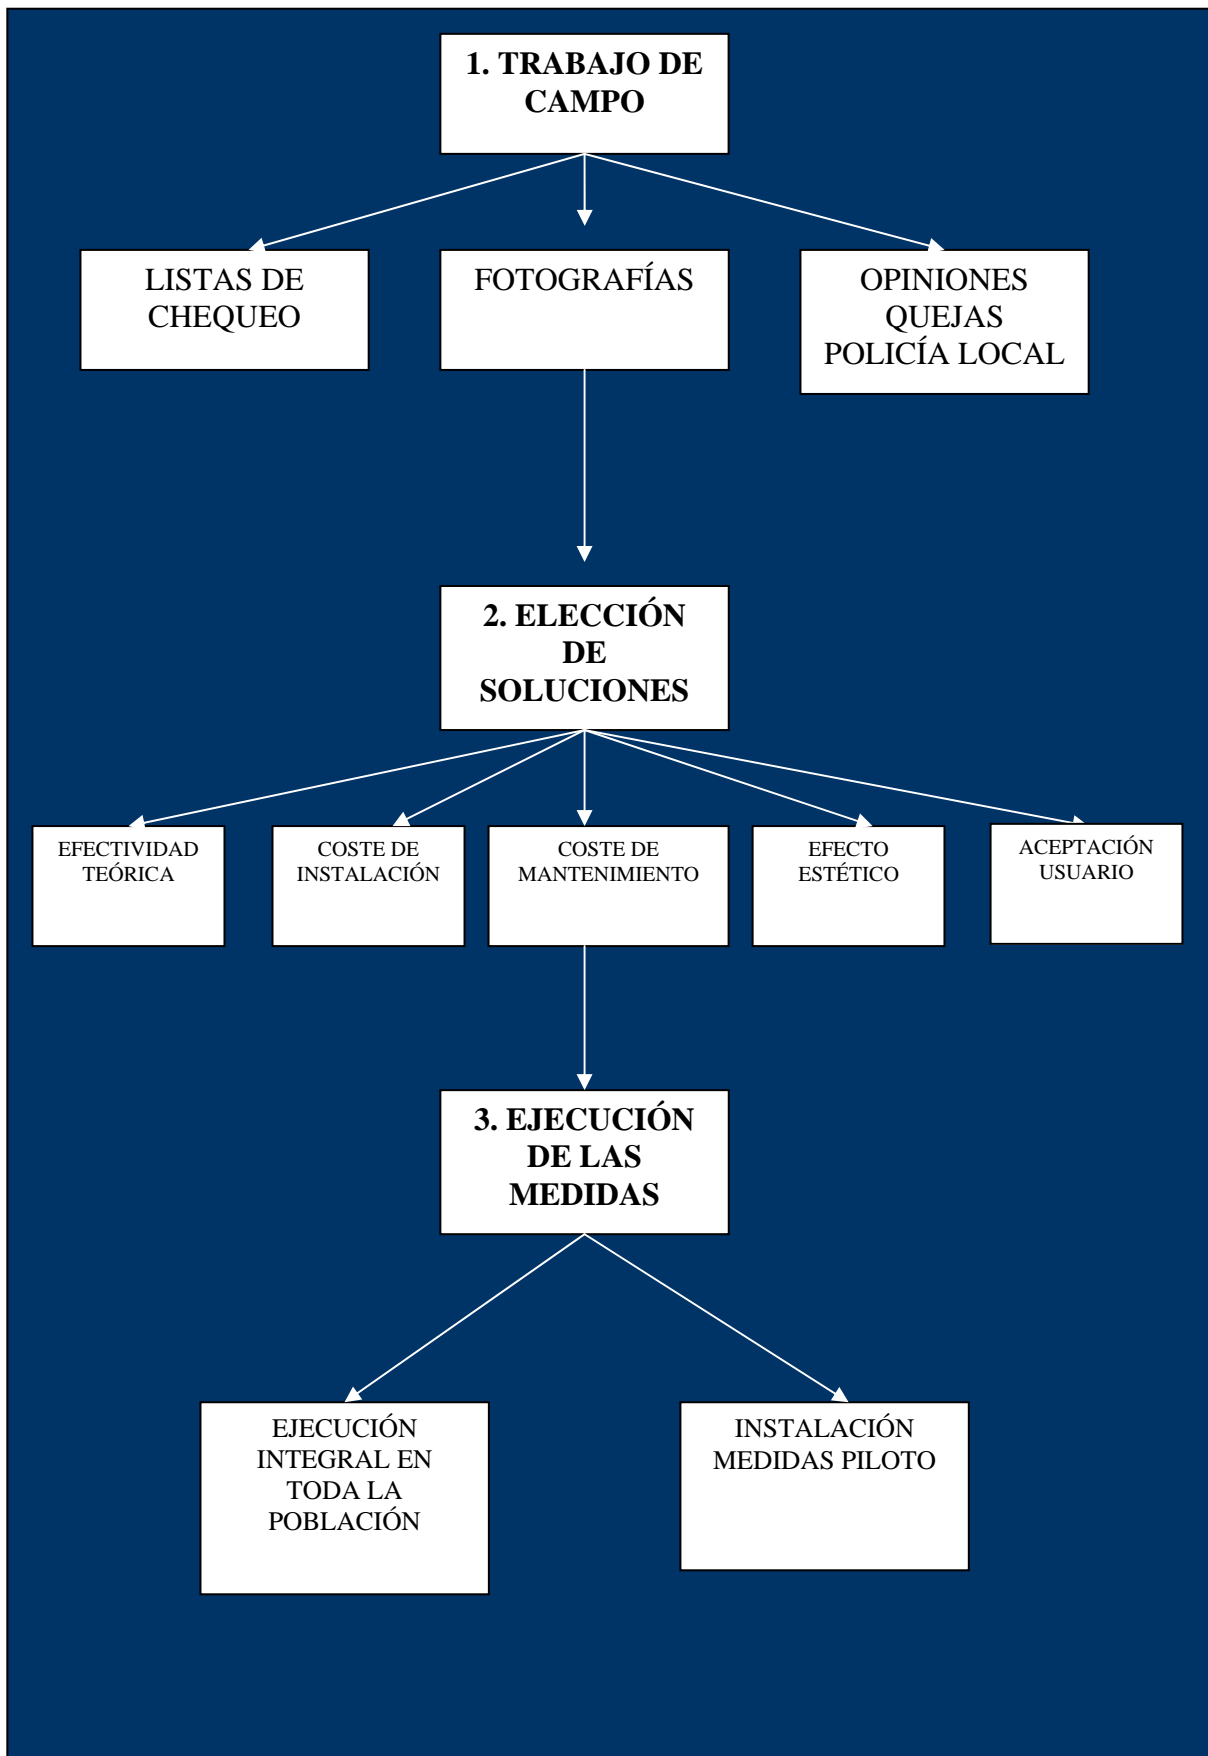 1. TRABAJO DE
CAMPO
LISTAS DE
CHEQUEO
FOTOGRAFÍAS
OPINIONES
QUEJAS
POLICÍA LOCAL
2. ELECCIÓN
DE
SOLUCIONES
EFECTIVIDAD
TEÓRICA
COSTE DE
INSTALACIÓN
COSTE DE
MANTENIMIENTO
EFECTO
ESTÉTICO
ACEPTACIÓN
USUARIO
3. EJECUCIÓN
DE LAS
MEDIDAS
EJECUCIÓN
INTEGRAL EN
TODA LA
POBLACIÓN
INSTALACIÓN
MEDIDAS PILOTO